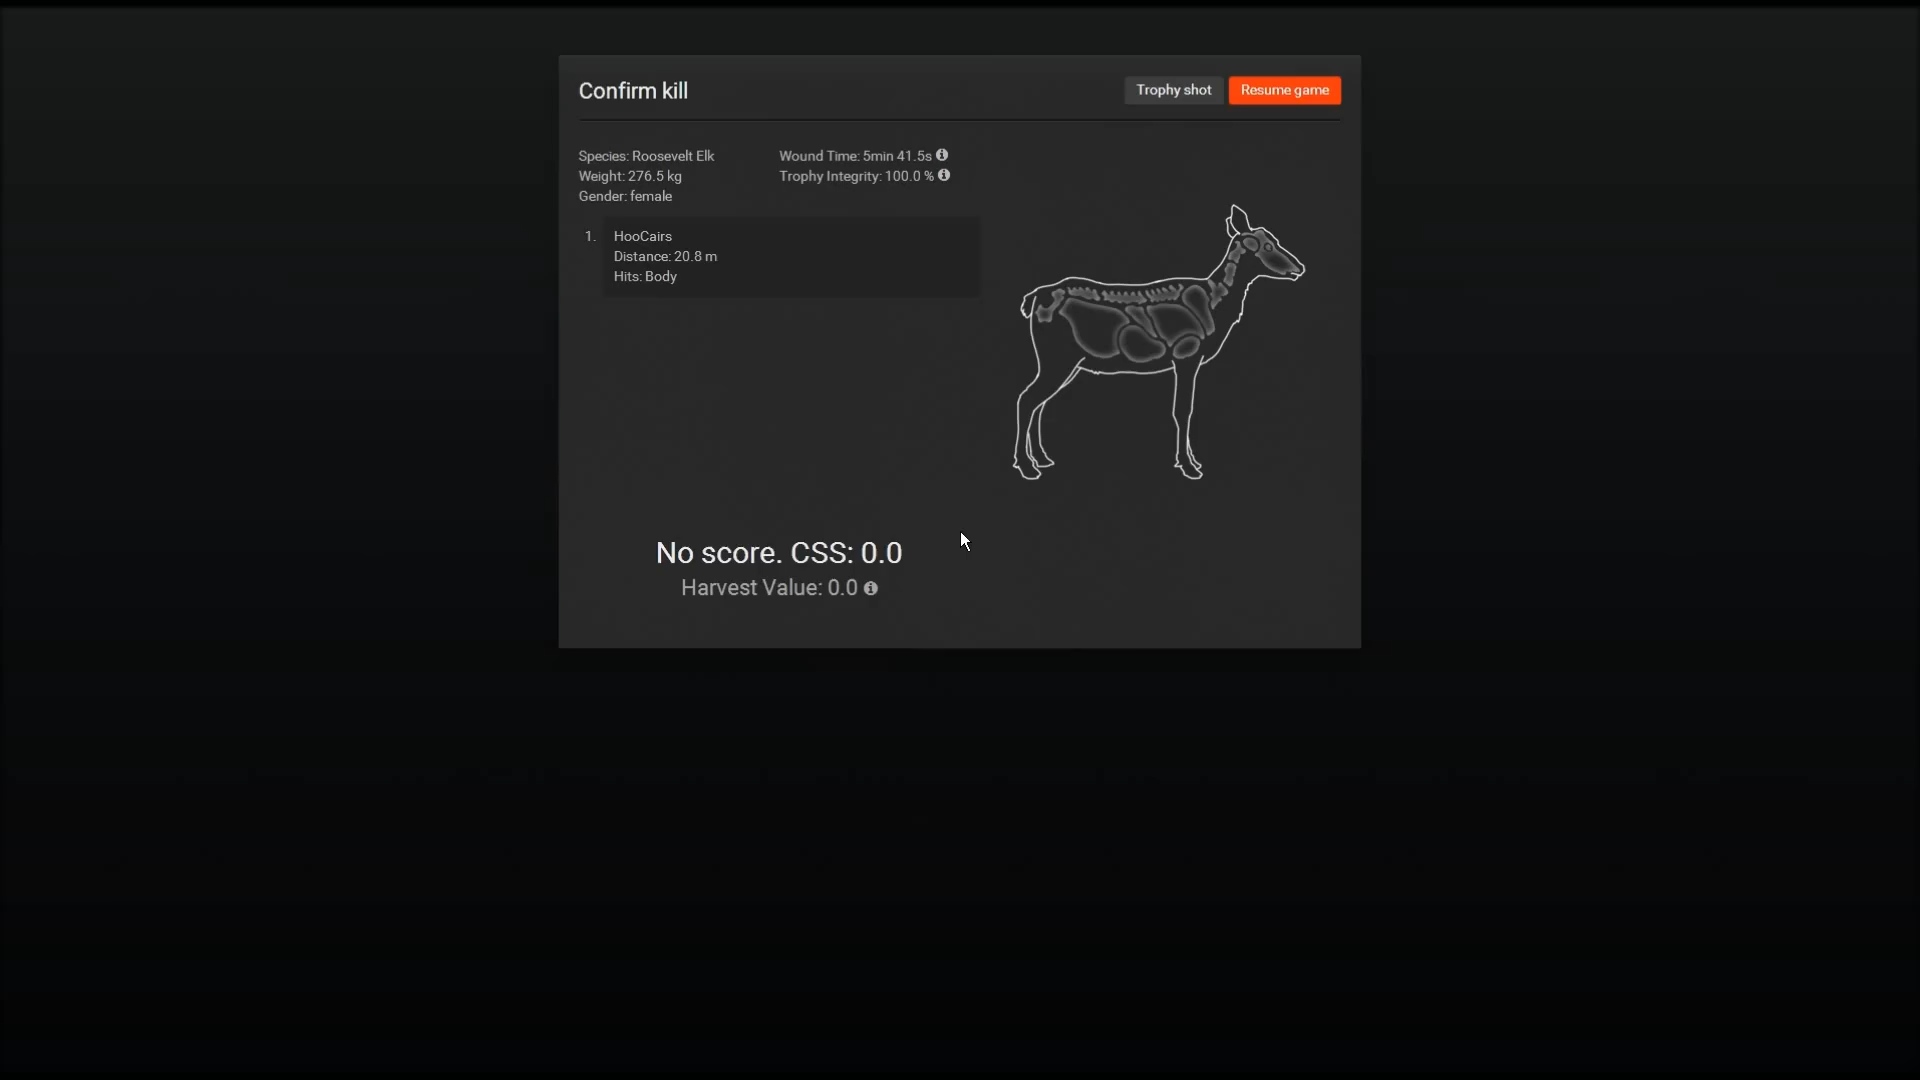 Confirm kill
Trophy shot
Resume game
Species: Roosevelt Elk
Weight: 276.5 kg
Gender: female
Wound Time: 5min 41.5s
Trophy Integrity: 100.0 %
1.
HooCairs
Distance: 20.8 m
Hits: Body
No score. CSS: 0.0
Harvest Value: 0.0